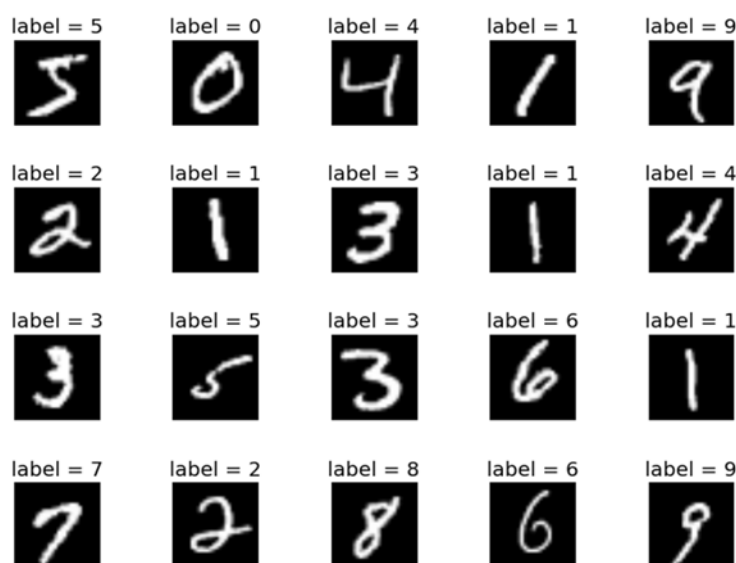 label = 5 label = 0 label = 4 label = 1 label = 9
5 0 4 1 9
label = 2 label = 1 label = 3 label = 1 label = 4
2 1 3 1 4
label = 3 label = 5 label = 3 label = 6 label = 1
3 5 3 6 1
label = 7 label = 2 label = 8 label = 6 label = 9
7 2 8 6 9